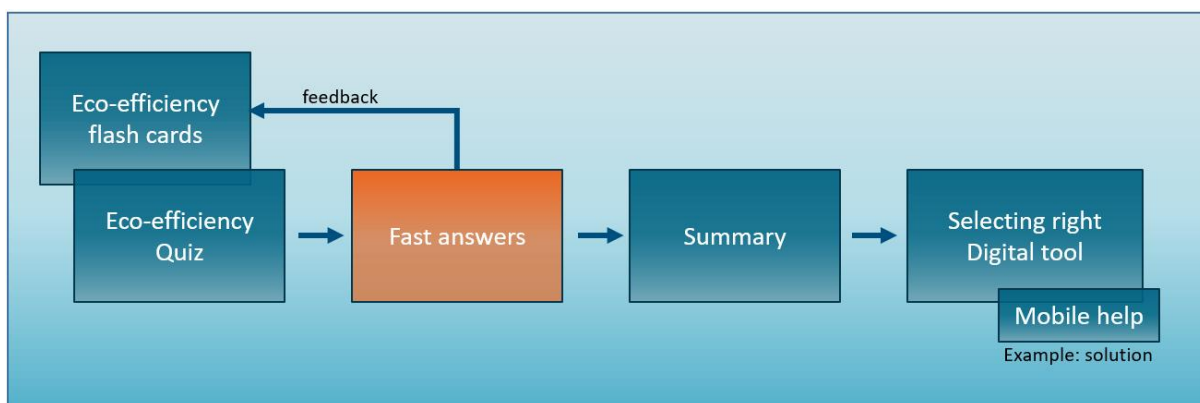 Eco-efficiency
flash cards
feedback
Eco-efficiency
Quiz
Fast answers
Summary
Selecting right
Digital tool
Mobile help
Example: solution